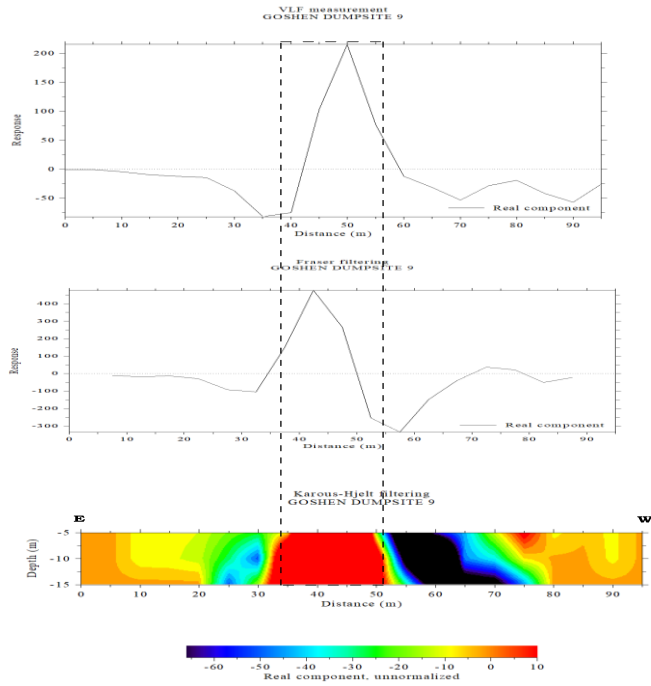 VLF measurement
GOSHEN DUMPSITE 9
200
150
100
50
0
-50
Response
0 10 20 30 40 50 60 70 80 90
Distance (m)
Real component
Fraser filtering
GOSHEN DUMPSITE 9
400
300
200
100
0
-100
-200
-300
Response
0 10 20 30 40 50 60 70 80 90
Distance (m)
Real component
Karous-Hjelt filtering
GOSHEN DUMPSITE 9
E W
-5
-10
-15
Depth (m)
0 10 20 30 40 50 60 70 80 90
Distance (m)
-60 -50 -40 -30 -20 -10 0 10
Real component, unnormalized